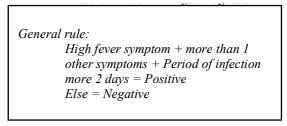 General rule:
High fever symptom + more than 1
other symptoms + Period of infection
more 2 days = Positive
Else = Negative